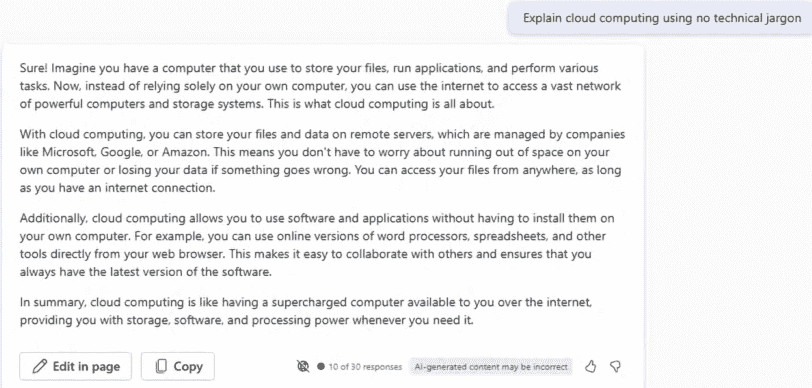 Explain cloud computing using no technical jargon
Sure! Imagine you have a computer that you use to store your files, run applications, and perform various
tasks. Now, instead of relying solely on your own computer, you can use the internet to access a vast network
of powerful computers and storage systems. This is what cloud computing is all about.
With cloud computing, you can store your files and data on remote servers, which are managed by companies
like Microsoft, Google, or Amazon. This means you don't have to worry about running out of space on your
own computer or losing your data if something goes wrong. You can access your files from anywhere, as long
as you have an internet connection.
Additionally, cloud computing allows you to use software and applications without having to install them on
your own computer. For example, you can use online versions of word processors, spreadsheets, and other
tools directly from your web browser. This makes it easy to collaborate with others and ensures that you
always have the latest version of the software.
In summary, cloud computing is like having a supercharged computer available to you over the internet,
providing you with storage, software, and processing power whenever you need it.
Edit in page Copy 10 of 30 responses AI-generated content may be incorrect